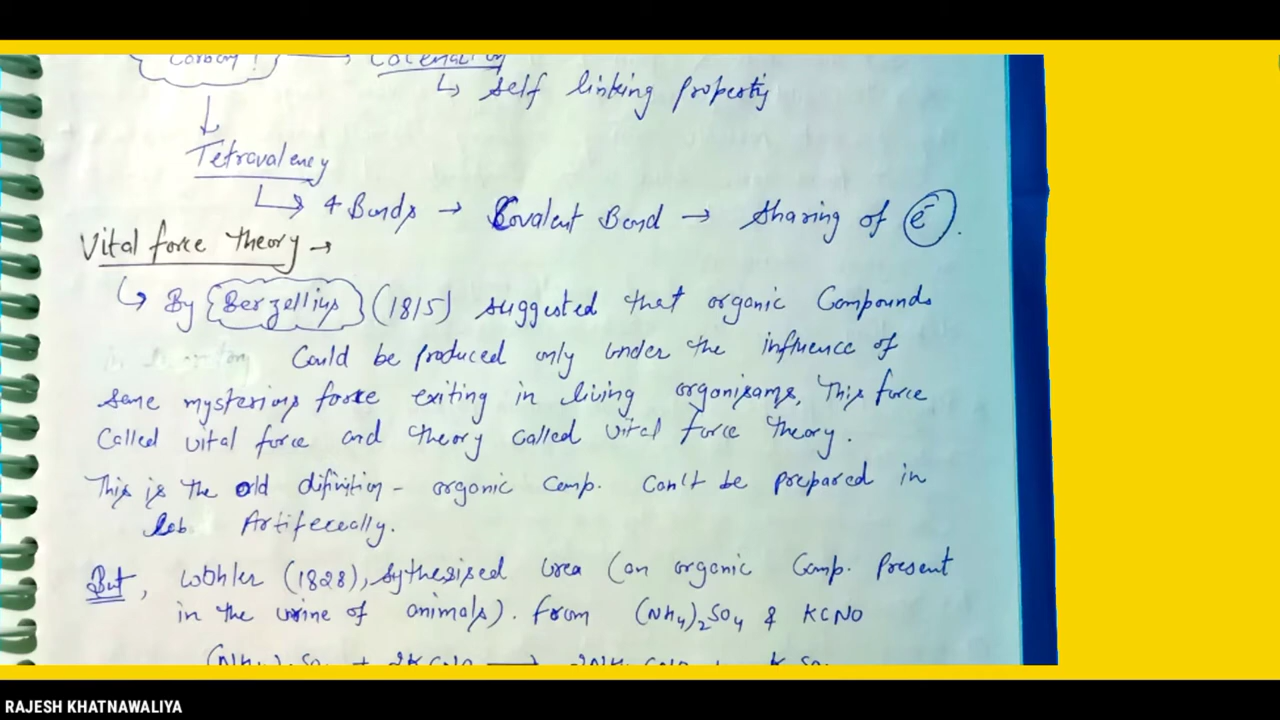 Carbon! → Catenation
↳ self linking property
↓
Tetravalency
↳ 4 Bonds → Covalent Bond → Sharing of e⁻.
Vital force theory →
↳ By Berzellius (1815) suggested that organic Compounds
Could be produced only under the influence of
some mysterious force exiting in living organisams, This force
Called vital force and theory called vital force theory.
This is the old difinition - organic Comp. Can't be prepared in
lab. Artifeceally.
But, Wohler (1828), sythesised Urea (an organic Comp. Present
in the urine of animals). from (NH4)2SO4 & KCNO
RAJESH KHATNAWALIYA